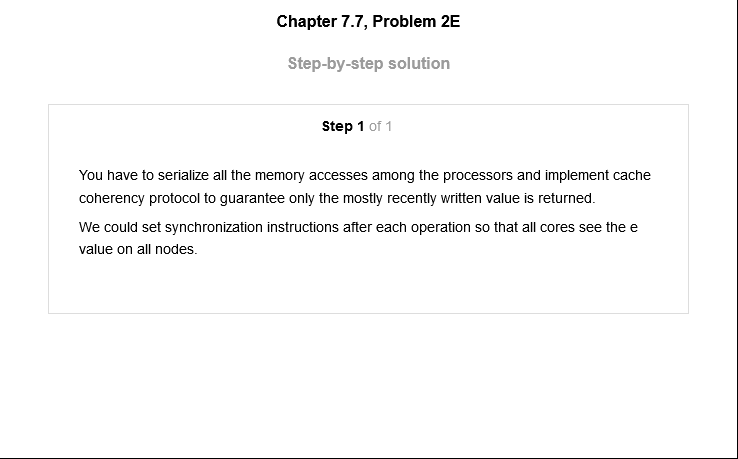 Chapter 7.7, Problem 2E
Step-by-step solution
Step 1 of 1
You have to serialize all the memory accesses among the processors and implement cache
coherency protocol to guarantee only the mostly recently written value is returned.
We could set synchronization instructions after each operation so that all cores see the e
value on all nodes.